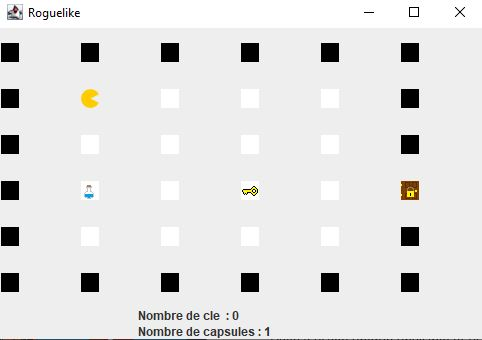 Roguelike
Nombre de cle : 0
Nombre de capsules : 1